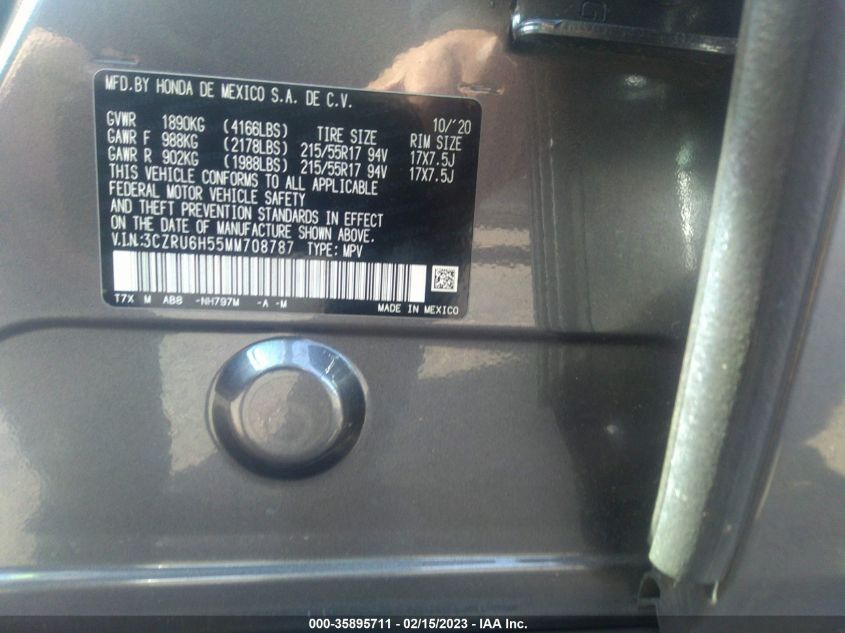 MFD.BY HONDA DE MEXICO S.A. DE C.V.
10/'20
GVWR 1890KG (4166LBS) TIRE SIZE RIM SIZE
GAWR F 988KG (2178LBS) 215/55R17 94V 17X7.5J
GAWR R 902KG (1988LBS) 215/55R17 94V 17X7.5J
THIS VEHICLE CONFORMS TO ALL APPLICABLE
FEDERAL MOTOR VEHICLE SAFETY
AND THEFT PREVENTION STANDARDS IN EFFECT
ON THE DATE OF MANUFACTURE SHOWN ABOVE.
V.I.N.:3CZRU6H55MM708787 TYPE: MPV
T7X M AB8 -NH797M -A -M
MADE IN MEXICO
000-35895711 - 02/15/2023 - IAA Inc.